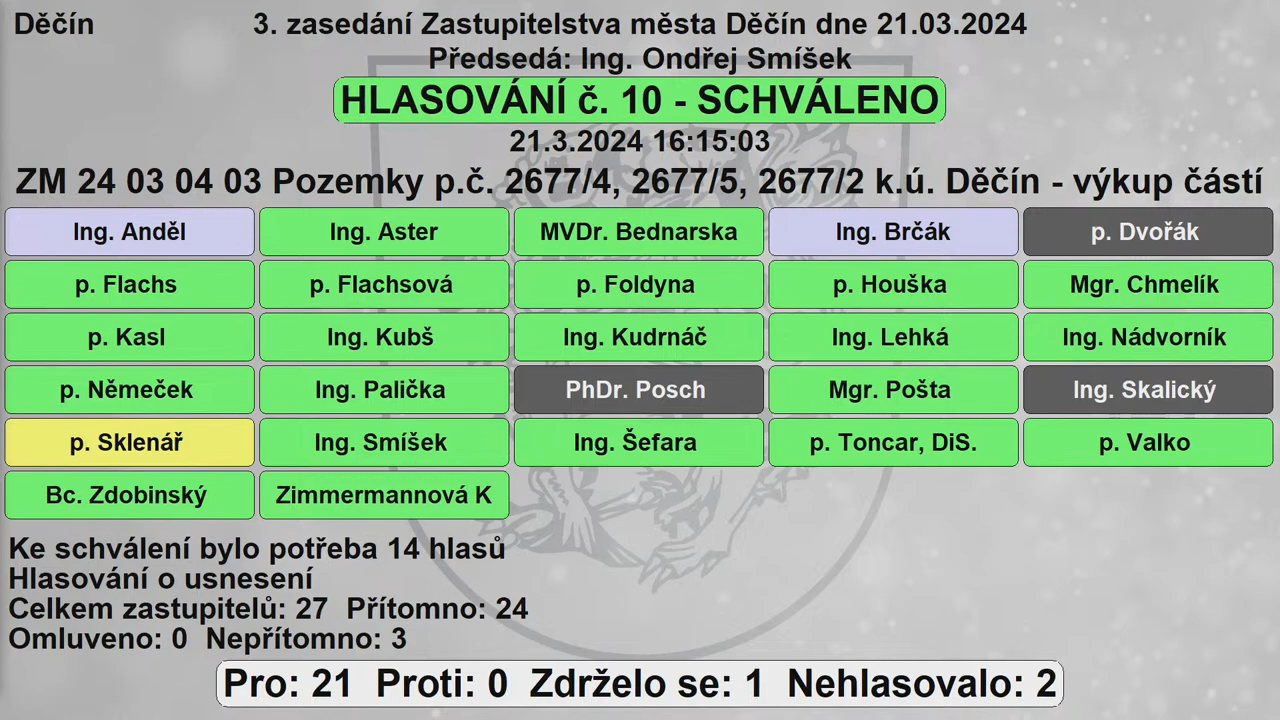 Děčín 3. zasedání Zastupitelstva města Děčín dne 21.03.2024
Předsedá: Ing. Ondřej Smíšek
HLASOVÁNÍ č. 10 - SCHVÁLENO
21.3.2024 16:15:03
ZM 24 03 04 03 Pozemky p.č. 2677/4, 2677/5, 2677/2 k.ú. Děčín - výkup částí
Ing. Anděl Ing. Aster MVDr. Bednarska Ing. Brčák p. Dvořák
p. Flachs p. Flachsová p. Foldyna p. Houška Mgr. Chmelík
p. Kasl Ing. Kubš Ing. Kudrnáč Ing. Lehká Ing. Nádvorník
p. Němeček Ing. Palička PhDr. Posch Mgr. Pošta Ing. Skalický
p. Sklenář Ing. Smíšek Ing. Šefara p. Toncar, DiS. p. Valko
Bc. Zdobinský Zimmermannová K
Ke schválení bylo potřeba 14 hlasů
Hlasování o usnesení
Celkem zastupitelů: 27 Přítomno: 24
Omluveno: 0 Nepřítomno: 3
Pro: 21 Proti: 0 Zdrželo se: 1 Nehlasovalo: 2